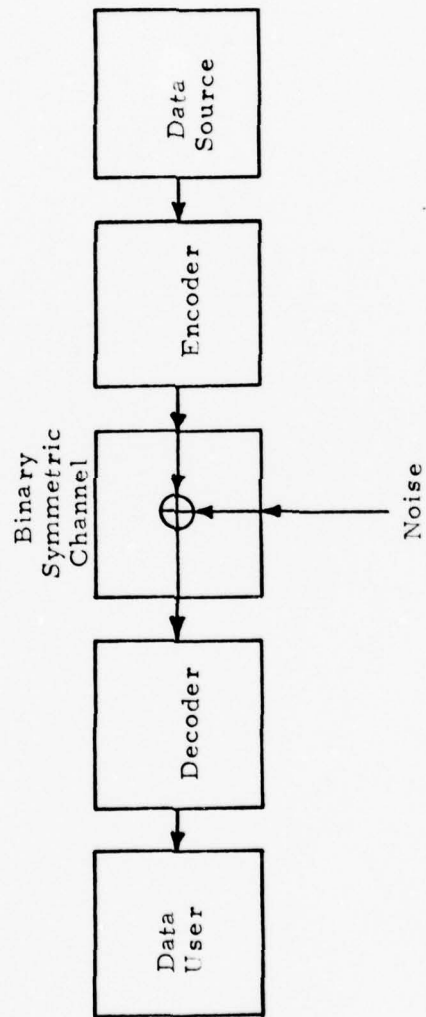 Data
User
Decoder
Binary
Symmetric
Channel
Noise
Encoder
Data
Source